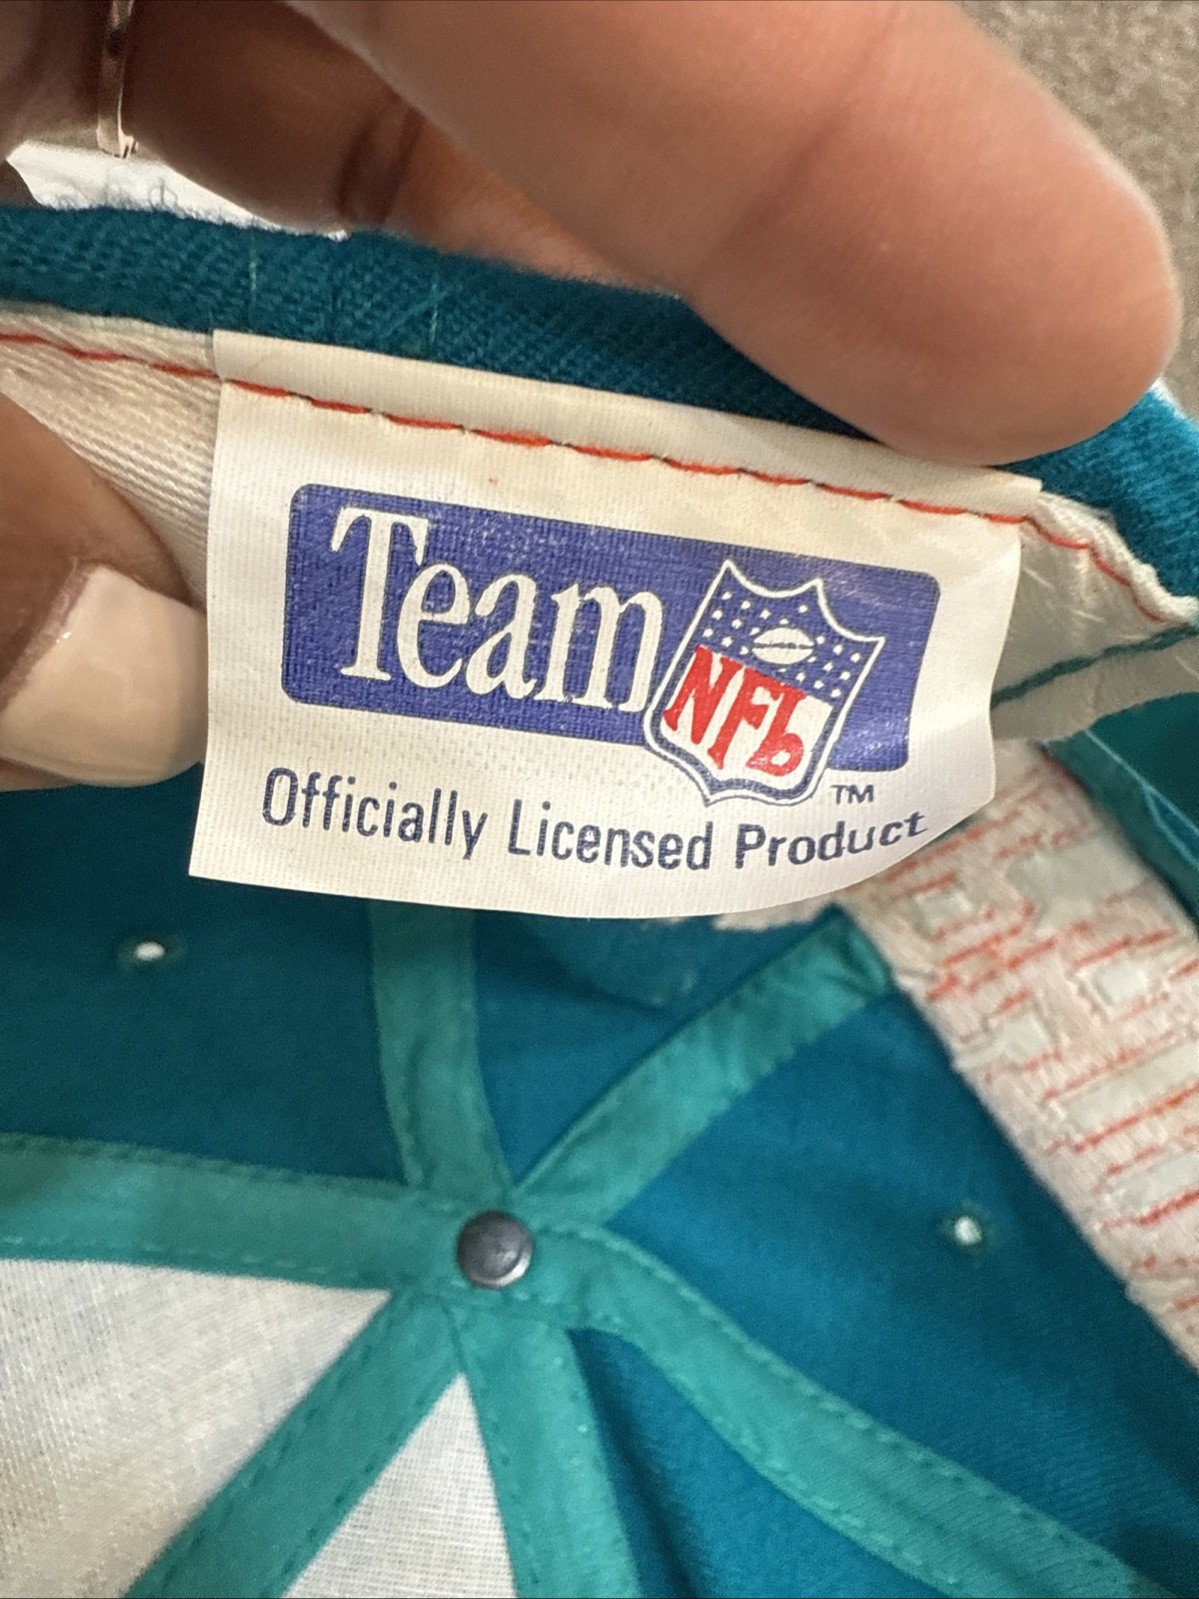 Team NFL
TM
Officially Licensed Product